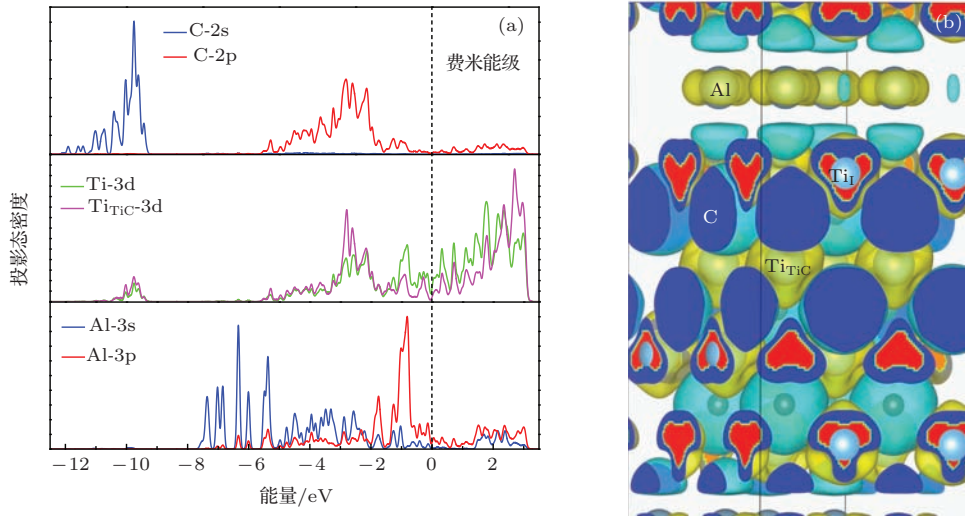 (a)
C-2s
C-2p
费米能级
Ti-3d
Ti_TiC-3d
Al-3s
Al-3p
投影态密度
−12 −10 −8 −6 −4 −2 0 2
能量/eV
(b)
Al
Ti_I
C
Ti_TiC